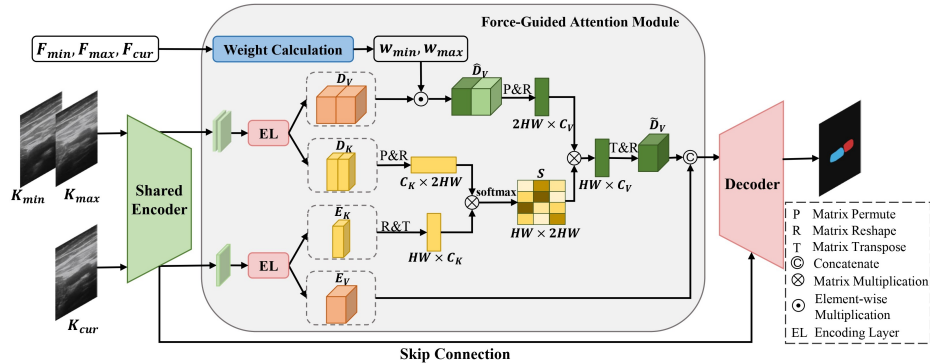 Force-Guided Attention Module
F_min, F_max, F_cur
Weight Calculation
w_min, w_max
D_V
D̂_V
P&R
2HW × C_V
EL
D_K
P&R
C_K × 2HW
softmax
S
HW × 2HW
HW × C_V
T&R
D̃_V
K_min
K_max
Shared
Encoder
E_K
R&T
HW × C_K
EL
E_V
K_cur
Decoder
Skip Connection
P Matrix Permute
R Matrix Reshape
T Matrix Transpose
© Concatenate
⊗ Matrix Multiplication
⊙ Element-wise
Multiplication
EL Encoding Layer